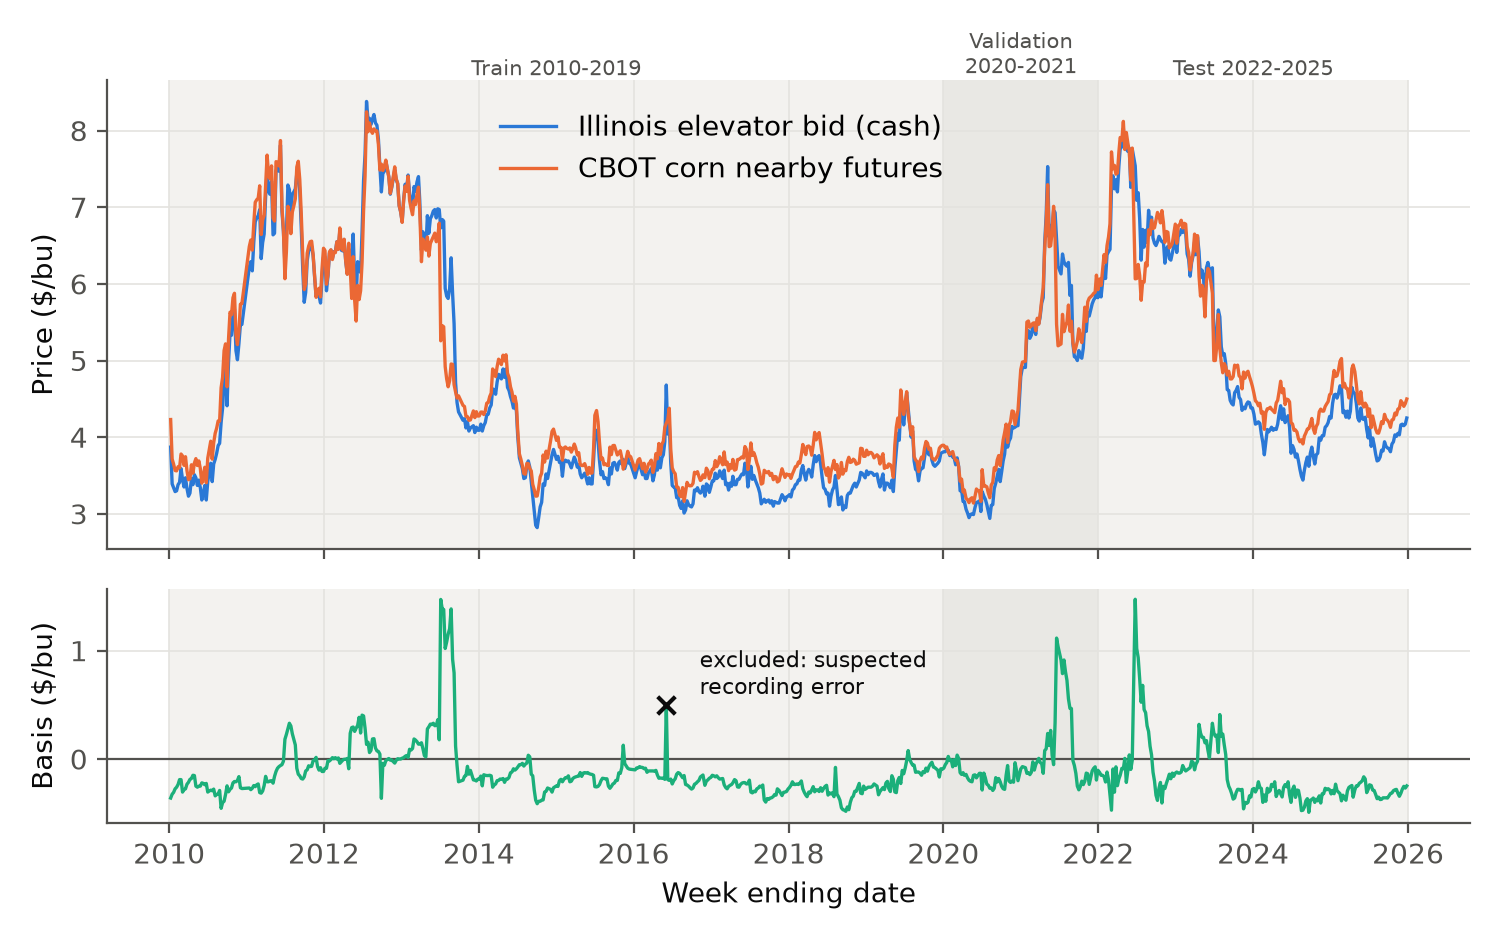 Train 2010-2019
Validation
2020-2021
Test 2022-2025
Illinois elevator bid (cash)
CBOT corn nearby futures
Price ($/bu)
8
7
6
5
4
3
excluded: suspected
recording error
Basis ($/bu)
1
0
2010 2012 2014 2016 2018 2020 2022 2024 2026
Week ending date